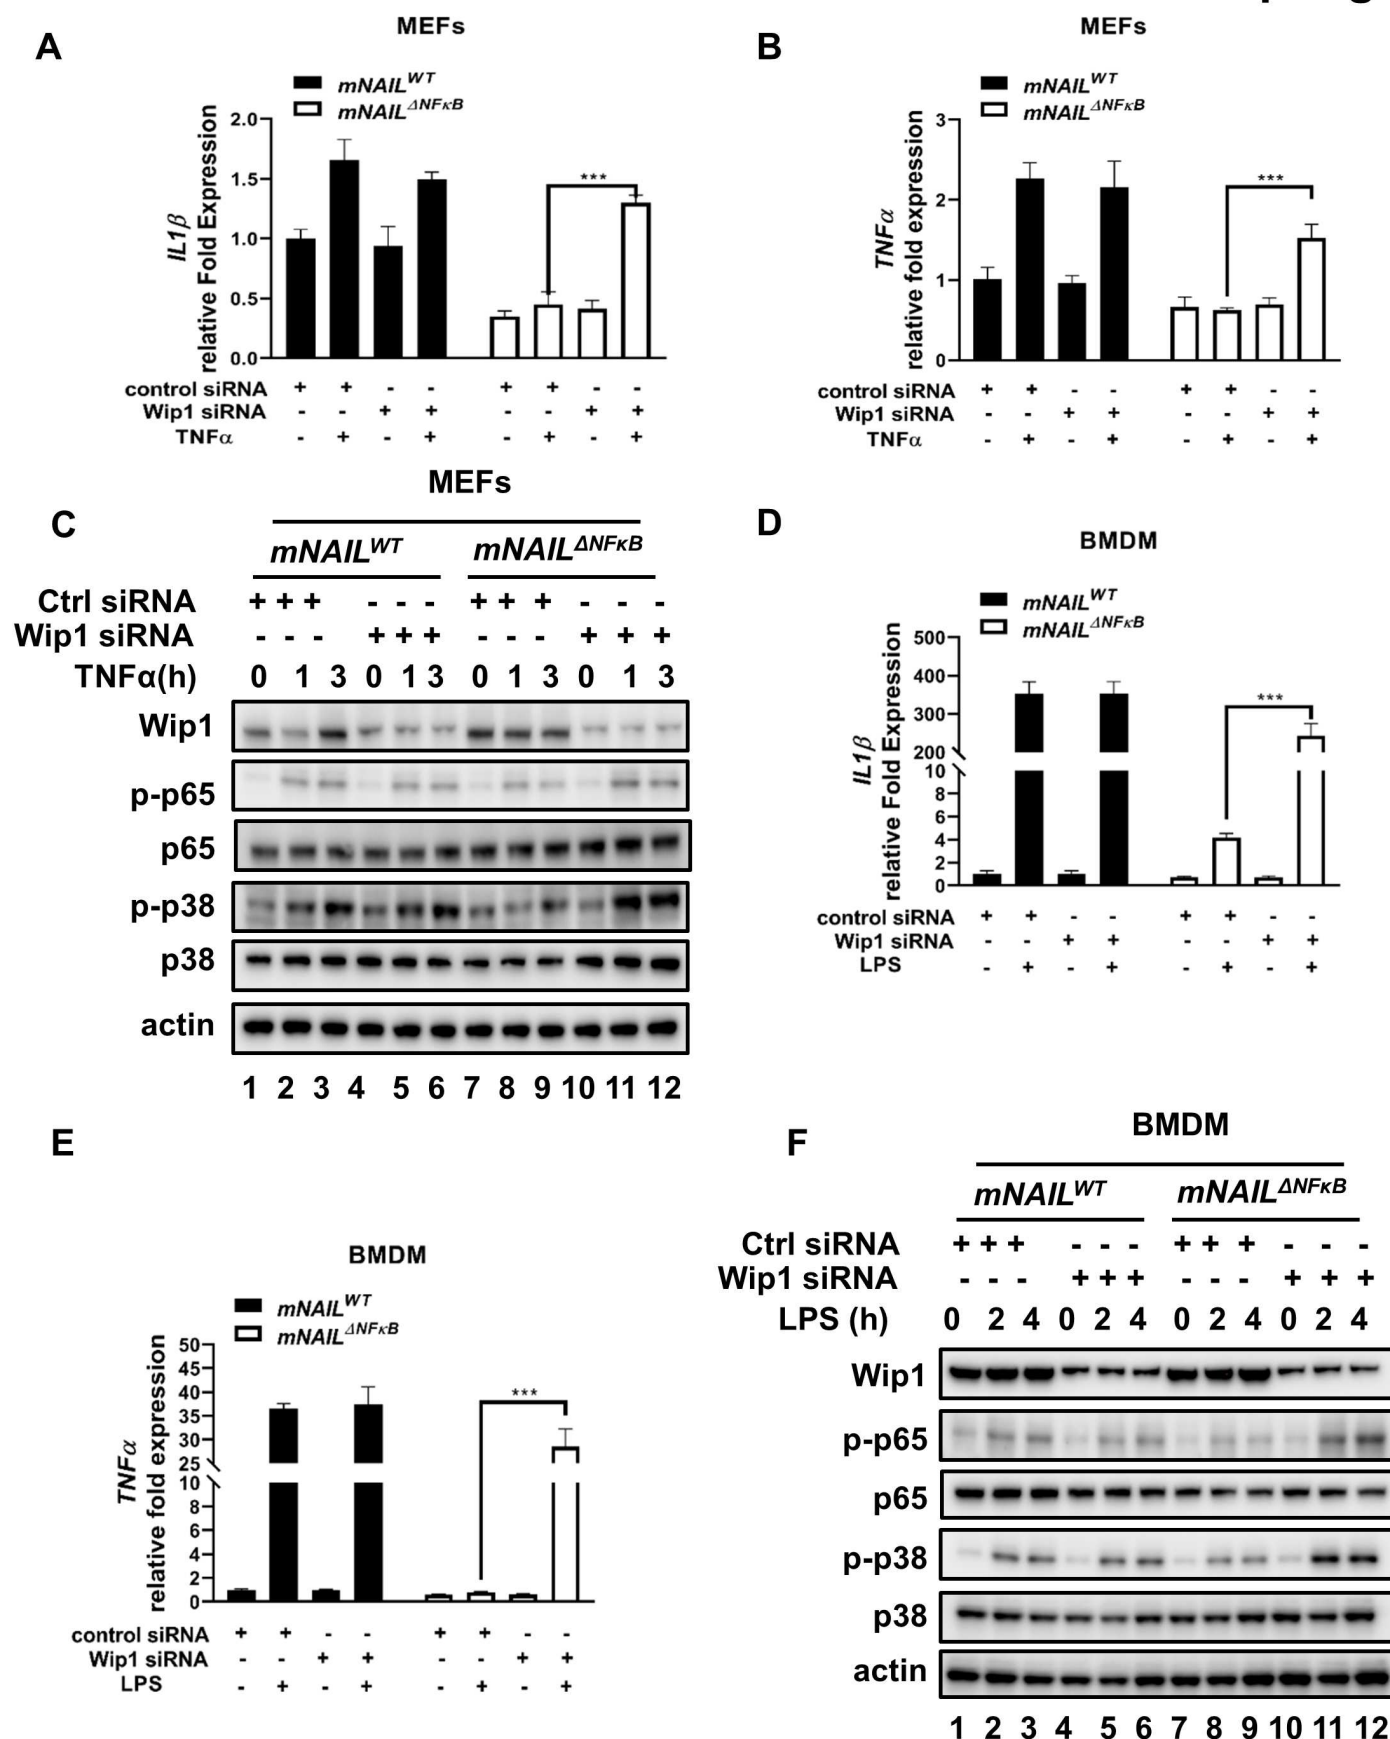 A
MEFs
mNAIL^WT
mNAIL^ΔNFκB
IL1β
relative Fold Expression
2.0
1.5
1.0
0.5
0.0
***
control siRNA + + - - + + - -
Wip1 siRNA - - + + - - + +
TNFα - + - + - + - +
B
MEFs
mNAIL^WT
mNAIL^ΔNFκB
TNFα
relative fold expression
3
2
1
0
***
control siRNA + + - - + + - -
Wip1 siRNA - - + + - - + +
TNFα - + - + - + - +
C
MEFs
mNAIL^WT mNAIL^ΔNFκB
Ctrl siRNA + + + - - - + + + - - -
Wip1 siRNA - - - + + + - - - + + +
TNFα(h) 0 1 3 0 1 3 0 1 3 0 1 3
Wip1
p-p65
p65
p-p38
p38
actin
1 2 3 4 5 6 7 8 9 10 11 12
D
BMDM
mNAIL^WT
mNAIL^ΔNFκB
IL1β
relative Fold Expression
500
400
300
200
10
8
6
4
2
0
***
control siRNA + + - - + + - -
Wip1 siRNA - - + + - - + +
LPS - + - + - + - +
E
BMDM
mNAIL^WT
mNAIL^ΔNFκB
TNFα
relative fold expression
50
45
40
35
30
25
10
8
6
4
2
0
***
control siRNA + + - - + + - -
Wip1 siRNA - - + + - - + +
LPS - + - + - + - +
F
BMDM
mNAIL^WT mNAIL^ΔNFκB
Ctrl siRNA + + + - - - + + + - - -
Wip1 siRNA - - - + + + - - - + + +
LPS (h) 0 2 4 0 2 4 0 2 4 0 2 4
Wip1
p-p65
p65
p-p38
p38
actin
1 2 3 4 5 6 7 8 9 10 11 12